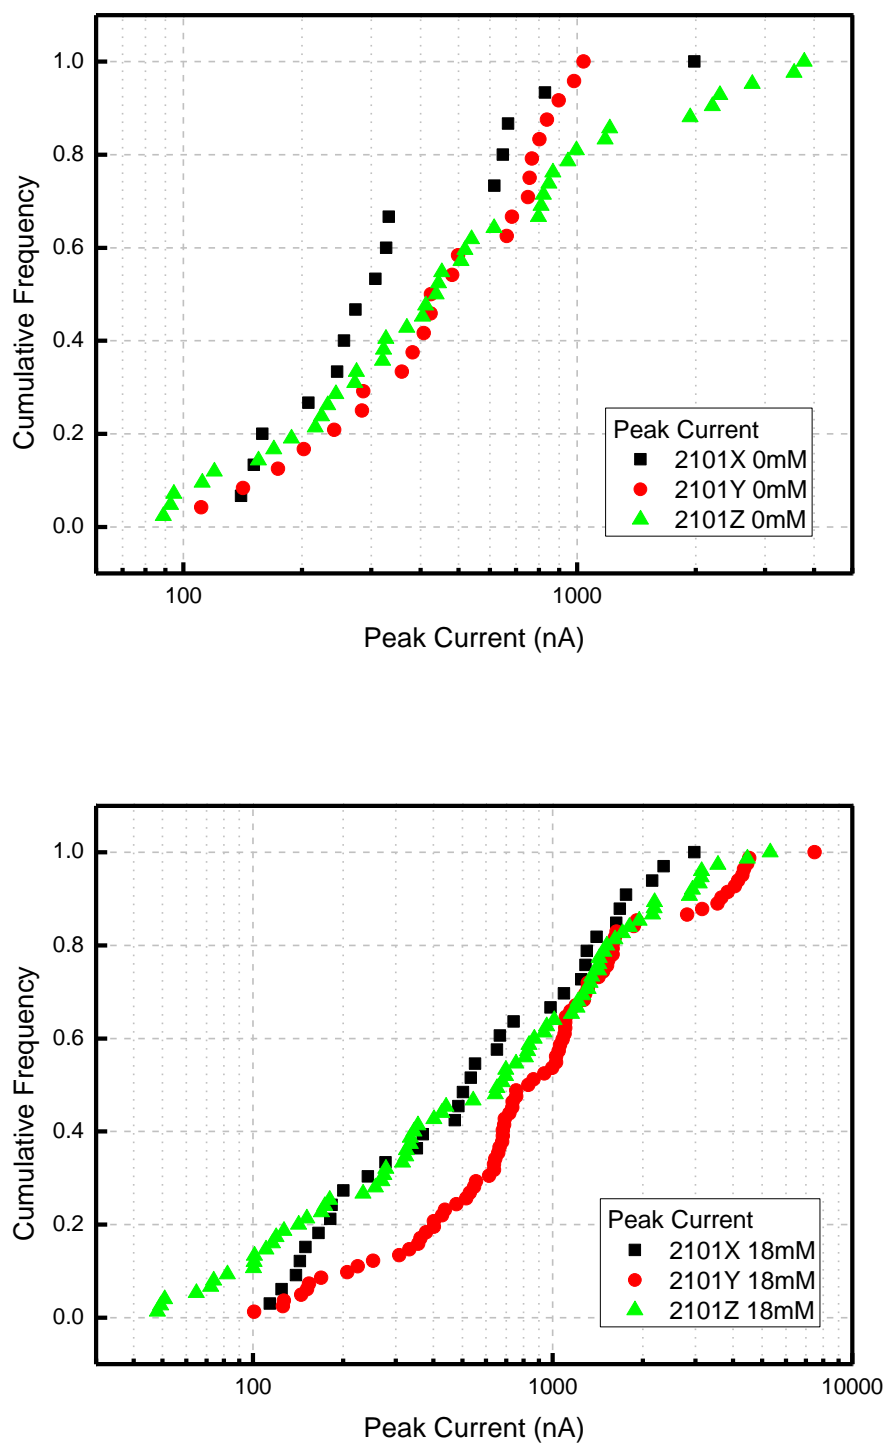 1.0
0.8
0.6
0.4
0.2
0.0
Cumulative Frequency
Peak Current
2101X 0mM
2101Y 0mM
2101Z 0mM
100
1000
Peak Current (nA)
1.0
0.8
0.6
0.4
0.2
0.0
Cumulative Frequency
Peak Current
2101X 18mM
2101Y 18mM
2101Z 18mM
100
1000
10000
Peak Current (nA)